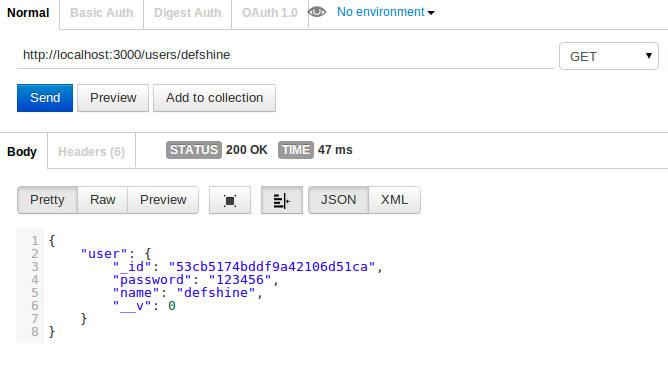 Normal Basic Auth Digest Auth OAuth 1.0 No environment
http://localhost:3000/users/defshine GET
Send Preview Add to collection
Body Headers (6) STATUS 200 OK TIME 47 ms
Pretty Raw Preview JSON XML
1 {
2     "user": {
3         "_id": "53cb5174bddf9a42106d51ca",
4         "password": "123456",
5         "name": "defshine",
6         "__v": 0
7     }
8 }